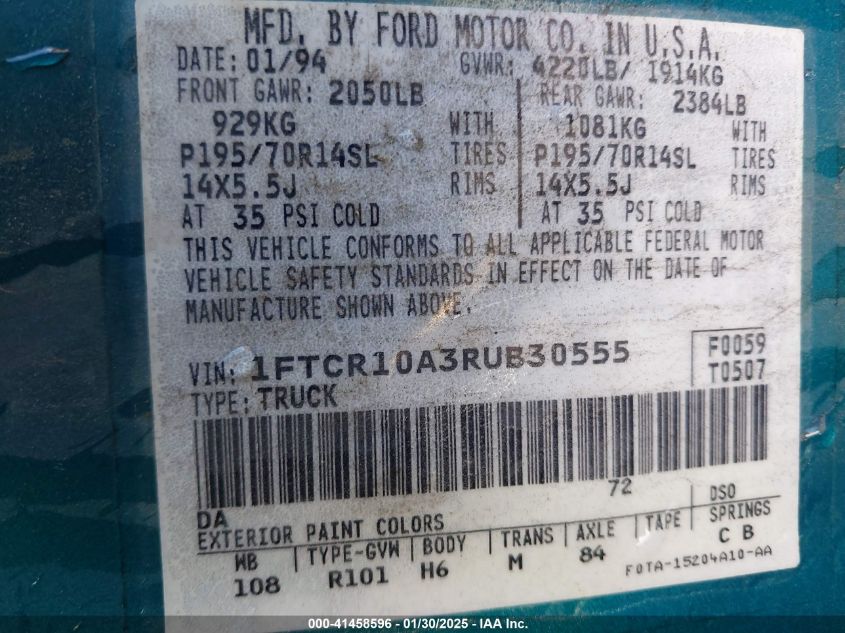 MFD. BY FORD MOTOR CO. IN U.S.A.
DATE: 01/94 GVWR: 4220LB/ 1914KG
FRONT GAWR: 2050LB REAR GAWR: 2384LB
929KG WITH 1081KG WITH
P195/70R14SL TIRES P195/70R14SL TIRES
14X5.5J RIMS 14X5.5J RIMS
AT 35 PSI COLD AT 35 PSI COLD
THIS VEHICLE CONFORMS TO ALL APPLICABLE FEDERAL MOTOR
VEHICLE SAFETY STANDARDS IN EFFECT ON THE DATE OF
MANUFACTURE SHOWN ABOVE.
VIN: 1FTCR10A3RUB30555 F0059
TYPE: TRUCK T0507
72
DA DSO
EXTERIOR PAINT COLORS
WB TYPE-GVW BODY TRANS AXLE TAPE SPRINGS
108 R101 H6 M 84 C B
F0TA-15204A10-AA
000-41458596 - 01/30/2025 - IAA Inc.